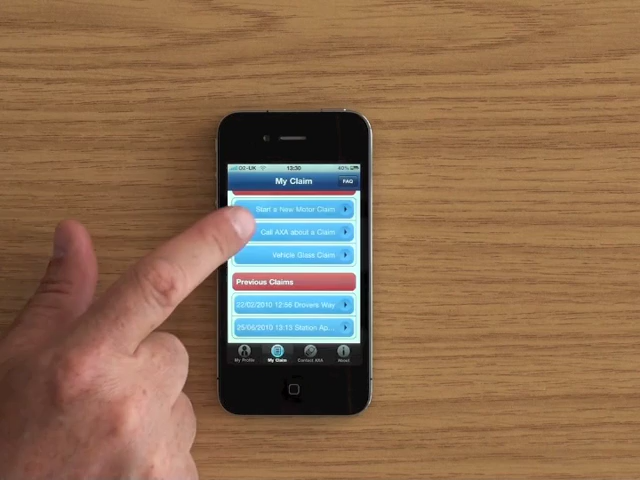 O2-UK 13:30 40%
My Claim FAQ
Start a New Motor Claim
Call AXA about a Claim
Vehicle Glass Claim
Previous Claims
22/02/2010 12:56 Drovers Way
25/06/2010 13:13 Station Ap...
My Profile My Claim Contact AXA About